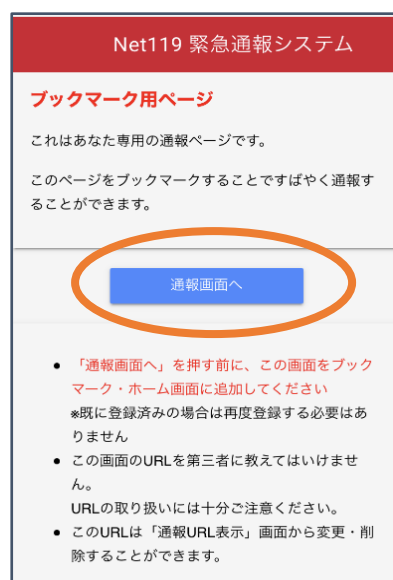 Net119 緊急通報システム
ブックマーク用ページ
これはあなた専用の通報ページです。
このページをブックマークすることですばやく通報す
ることができます。
通報画面へ
● 「通報画面へ」を押す前に、この画面をブック
マーク・ホーム画面に追加してください
※既に登録済みの場合は再度登録する必要はあ
りません
● この画面のURLを第三者に教えてはいけませ
ん。
URLの取り扱いには十分ご注意ください。
● このURLは「通報URL表示」画面から変更・削
除することができます。